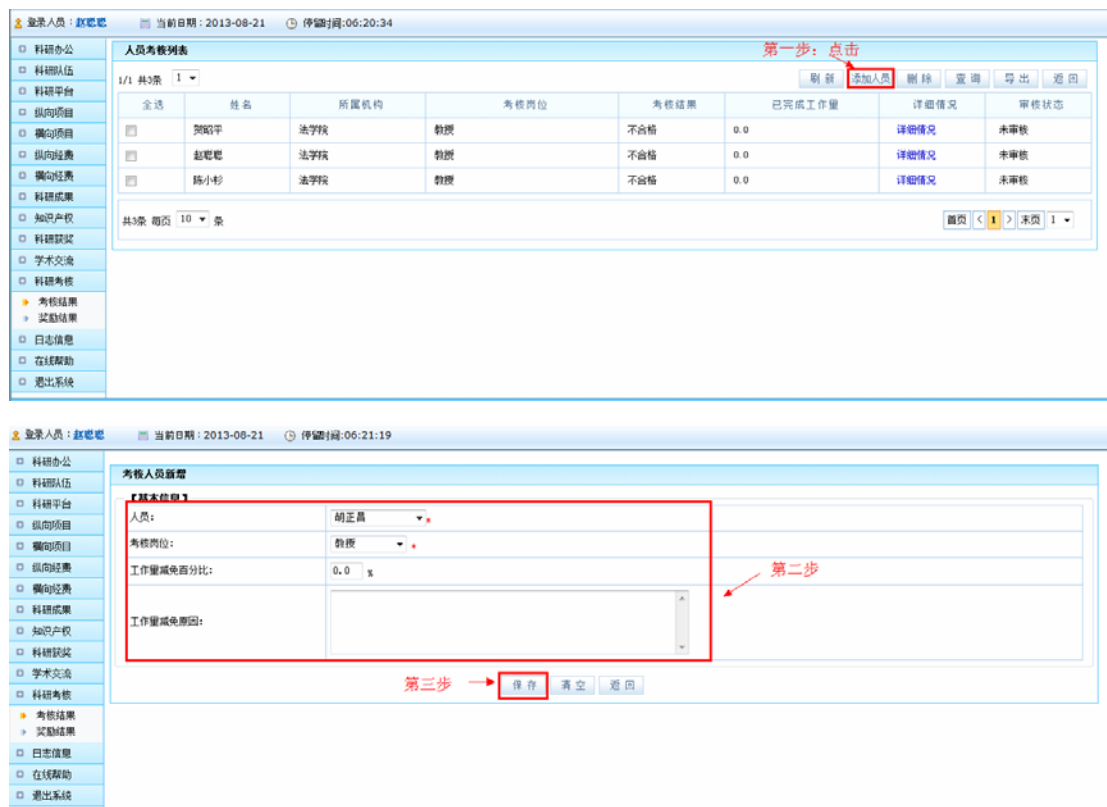 登录人员：赵聪聪 当前日期：2013-08-21 停留时间:06:20:34
科研办公
科研队伍
科研平台
纵向项目
横向项目
纵向经费
横向经费
科研成果
知识产权
科研获奖
学术交流
科研考核
考核结果
奖励结果
日志信息
在线帮助
退出系统
人员考核列表
第一步：点击
1/1 共3条 1
刷 新 添加人员 删 除 查 询 导 出 返 回
全选 姓 名 所属机构 考核岗位 考核结果 已完成工作量 详细情况 审核状态
贺昭平 法学院 教授 不合格 0.0 详细情况 未审核
赵聪聪 法学院 教授 不合格 0.0 详细情况 未审核
陈小杉 法学院 教授 不合格 0.0 详细情况 未审核
共3条 每页 10 条
首页 < 1 > 末页 1
登录人员：赵聪聪 当前日期：2013-08-21 停留时间:06:21:19
科研办公
科研队伍
科研平台
纵向项目
横向项目
纵向经费
横向经费
科研成果
知识产权
科研获奖
学术交流
科研考核
考核结果
奖励结果
日志信息
在线帮助
退出系统
考核人员新增
【基本信息】
人员： 胡正昌 *
考核岗位： 教授 *
工作量减免百分比： 0.0 %
工作量减免原因：
第二步
第三步
保 存 清 空 返 回